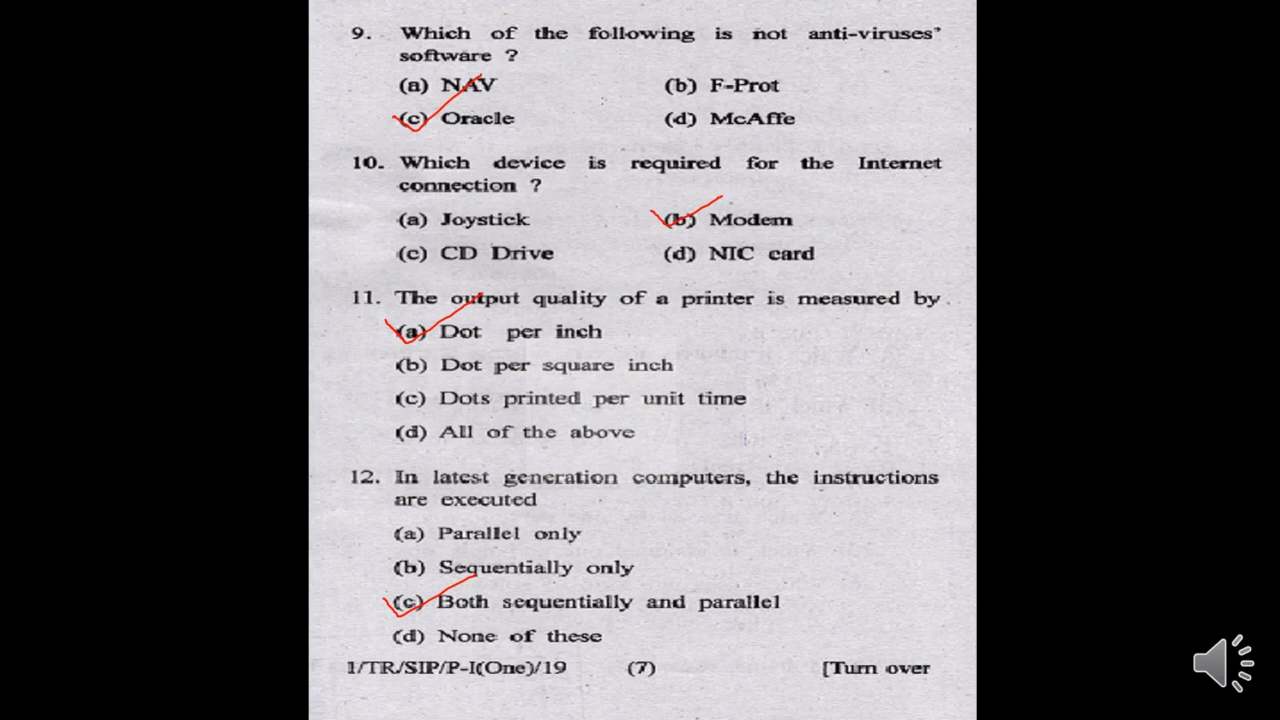 9. Which of the following is not anti-viruses' software ?
(a) NAV (b) F-Prot
(c) Oracle (d) McAffe
10. Which device is required for the Internet connection ?
(a) Joystick (b) Modem
(c) CD Drive (d) NIC card
11. The output quality of a printer is measured by
(a) Dot per inch
(b) Dot per square inch
(c) Dots printed per unit time
(d) All of the above
12. In latest generation computers, the instructions are executed
(a) Parallel only
(b) Sequentially only
(c) Both sequentially and parallel
(d) None of these
1/TR/SIP/P-I(One)/19 (7) [Turn over